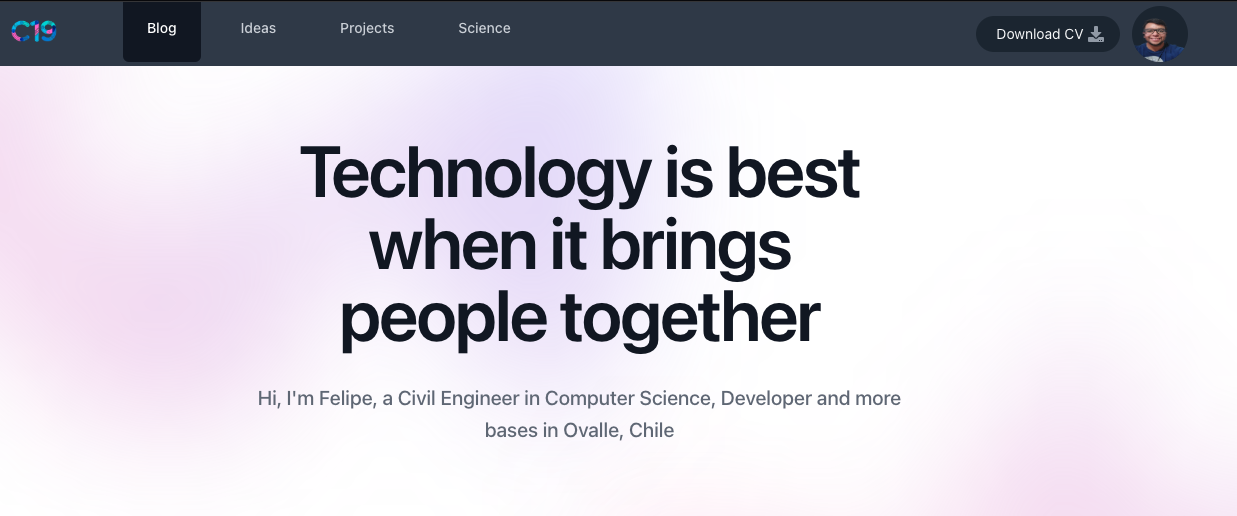 C19
Blog
Ideas
Projects
Science
Download CV
Technology is best
when it brings
people together
Hi, I'm Felipe, a Civil Engineer in Computer Science, Developer and more
bases in Ovalle, Chile